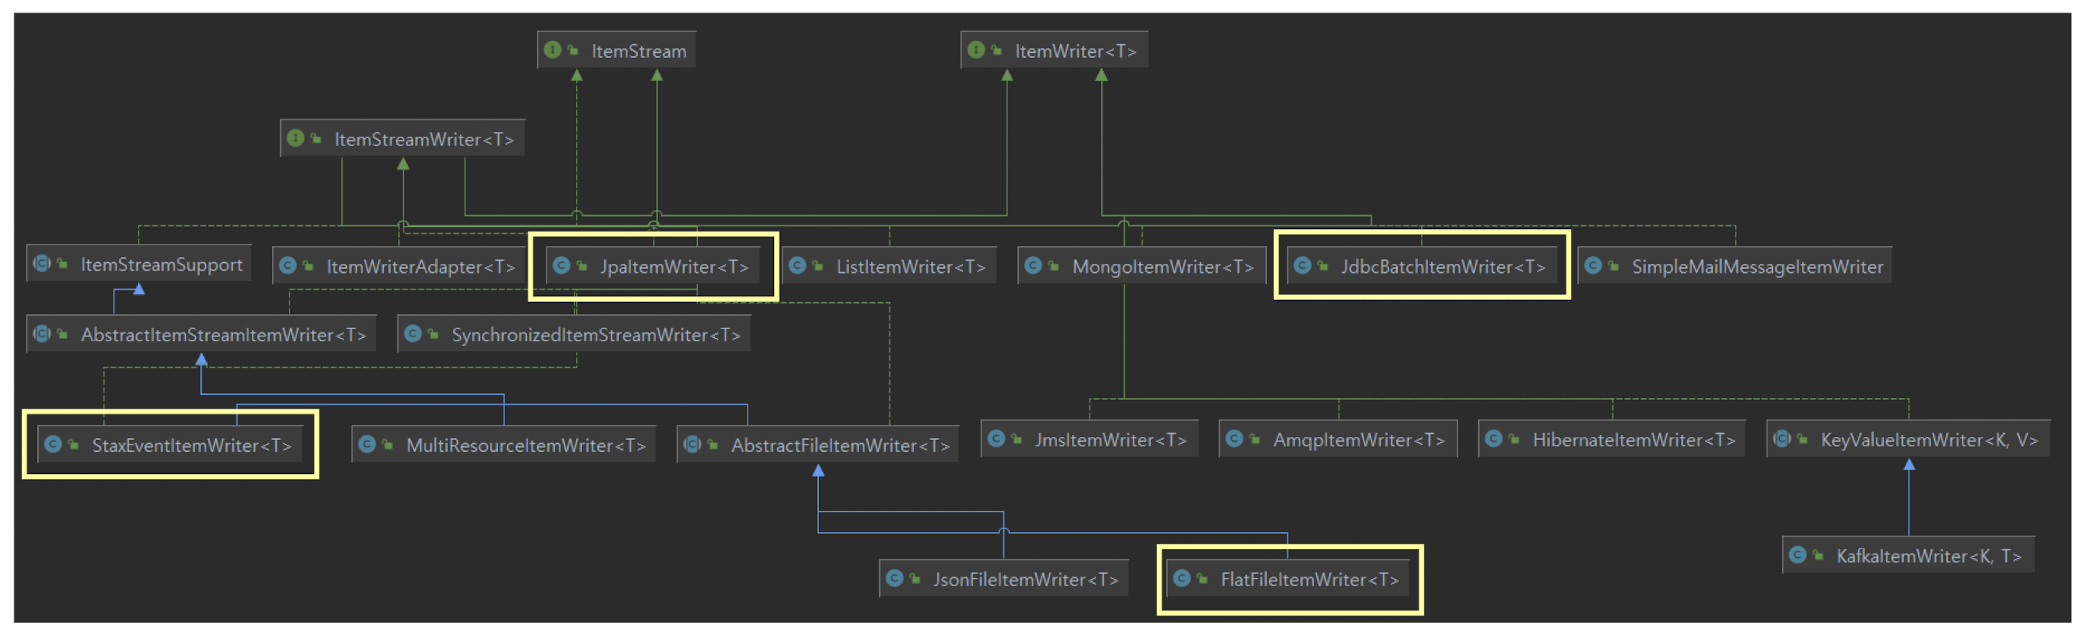 ItemStream
ItemWriter<T>
ItemStreamWriter<T>
ItemStreamSupport
ItemWriterAdapter<T>
JpaItemWriter<T>
ListItemWriter<T>
MongoItemWriter<T>
JdbcBatchItemWriter<T>
SimpleMailMessageItemWriter
AbstractItemStreamItemWriter<T>
SynchronizedItemStreamWriter<T>
StaxEventItemWriter<T>
MultiResourceItemWriter<T>
AbstractFileItemWriter<T>
JmsItemWriter<T>
AmqpItemWriter<T>
HibernateItemWriter<T>
KeyValueItemWriter<K, V>
JsonFileItemWriter<T>
FlatFileItemWriter<T>
KafkaItemWriter<K, T>